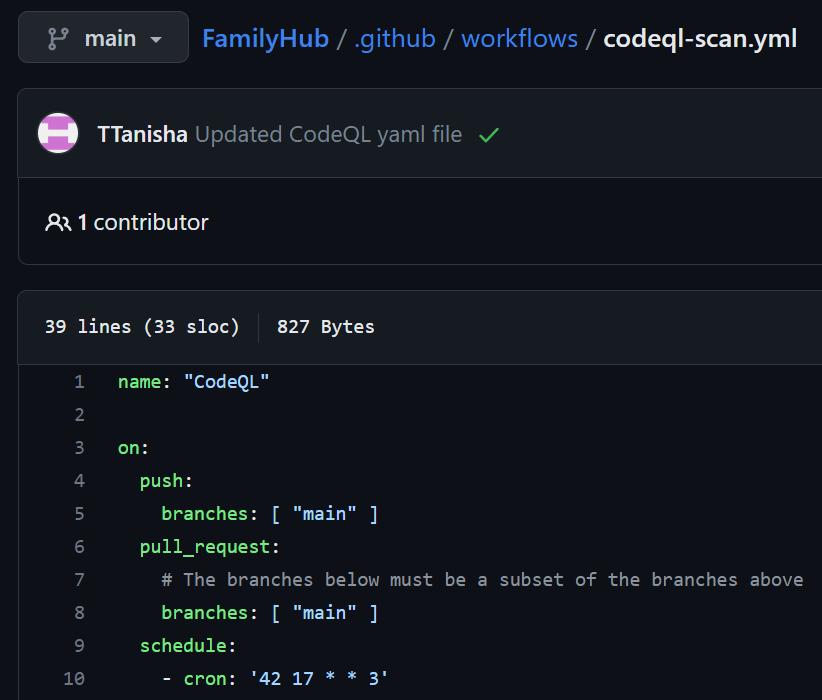 main FamilyHub / .github / workflows / codeql-scan.yml
TTanisha Updated CodeQL yaml file
1 contributor
39 lines (33 sloc) 827 Bytes
1 name: "CodeQL"
2
3 on:
4 push:
5 branches: [ "main" ]
6 pull_request:
7 # The branches below must be a subset of the branches above
8 branches: [ "main" ]
9 schedule:
10 - cron: '42 17 * * 3'